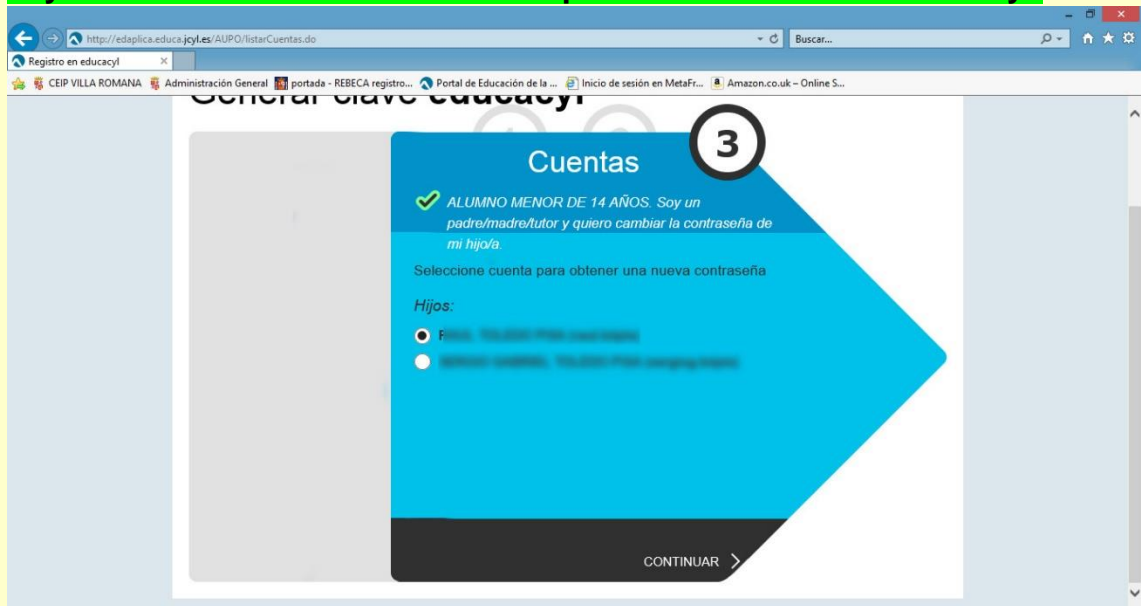 http://edaplica.educa.jcyl.es/AUPO/listarCuentas.do
Buscar...
Registro en educacyl
CEIP VILLA ROMANA Administración General portada - REBECA registro... Portal de Educación de la ... Inicio de sesión en MetaFr... Amazon.co.uk – Online S...
Generar clave educacyl
3
Cuentas
ALUMNO MENOR DE 14 AÑOS. Soy un
padre/madre/tutor y quiero cambiar la contraseña de
mi hijo/a.
Seleccione cuenta para obtener una nueva contraseña
Hijos:
CONTINUAR